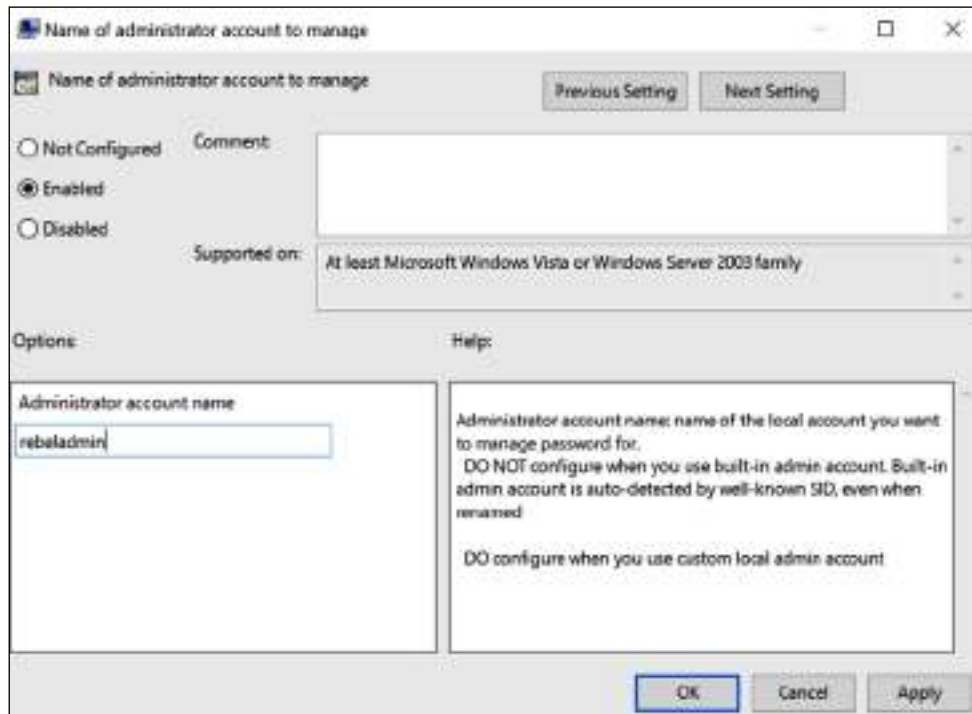 Name of administrator account to manage
Name of administrator account to manage
Previous Setting
Next Setting
Not Configured
Comment:
Enabled
Disabled
Supported on:
At least Microsoft Windows Vista or Windows Server 2003 family
Options:
Help:
Administrator account name
rebeladmin
Administrator account name: name of the local account you want
to manage password for.
DO NOT configure when you use built-in admin account. Built-in
admin account is auto-detected by well-known SID, even when
renamed
DO configure when you use custom local admin account
OK
Cancel
Apply